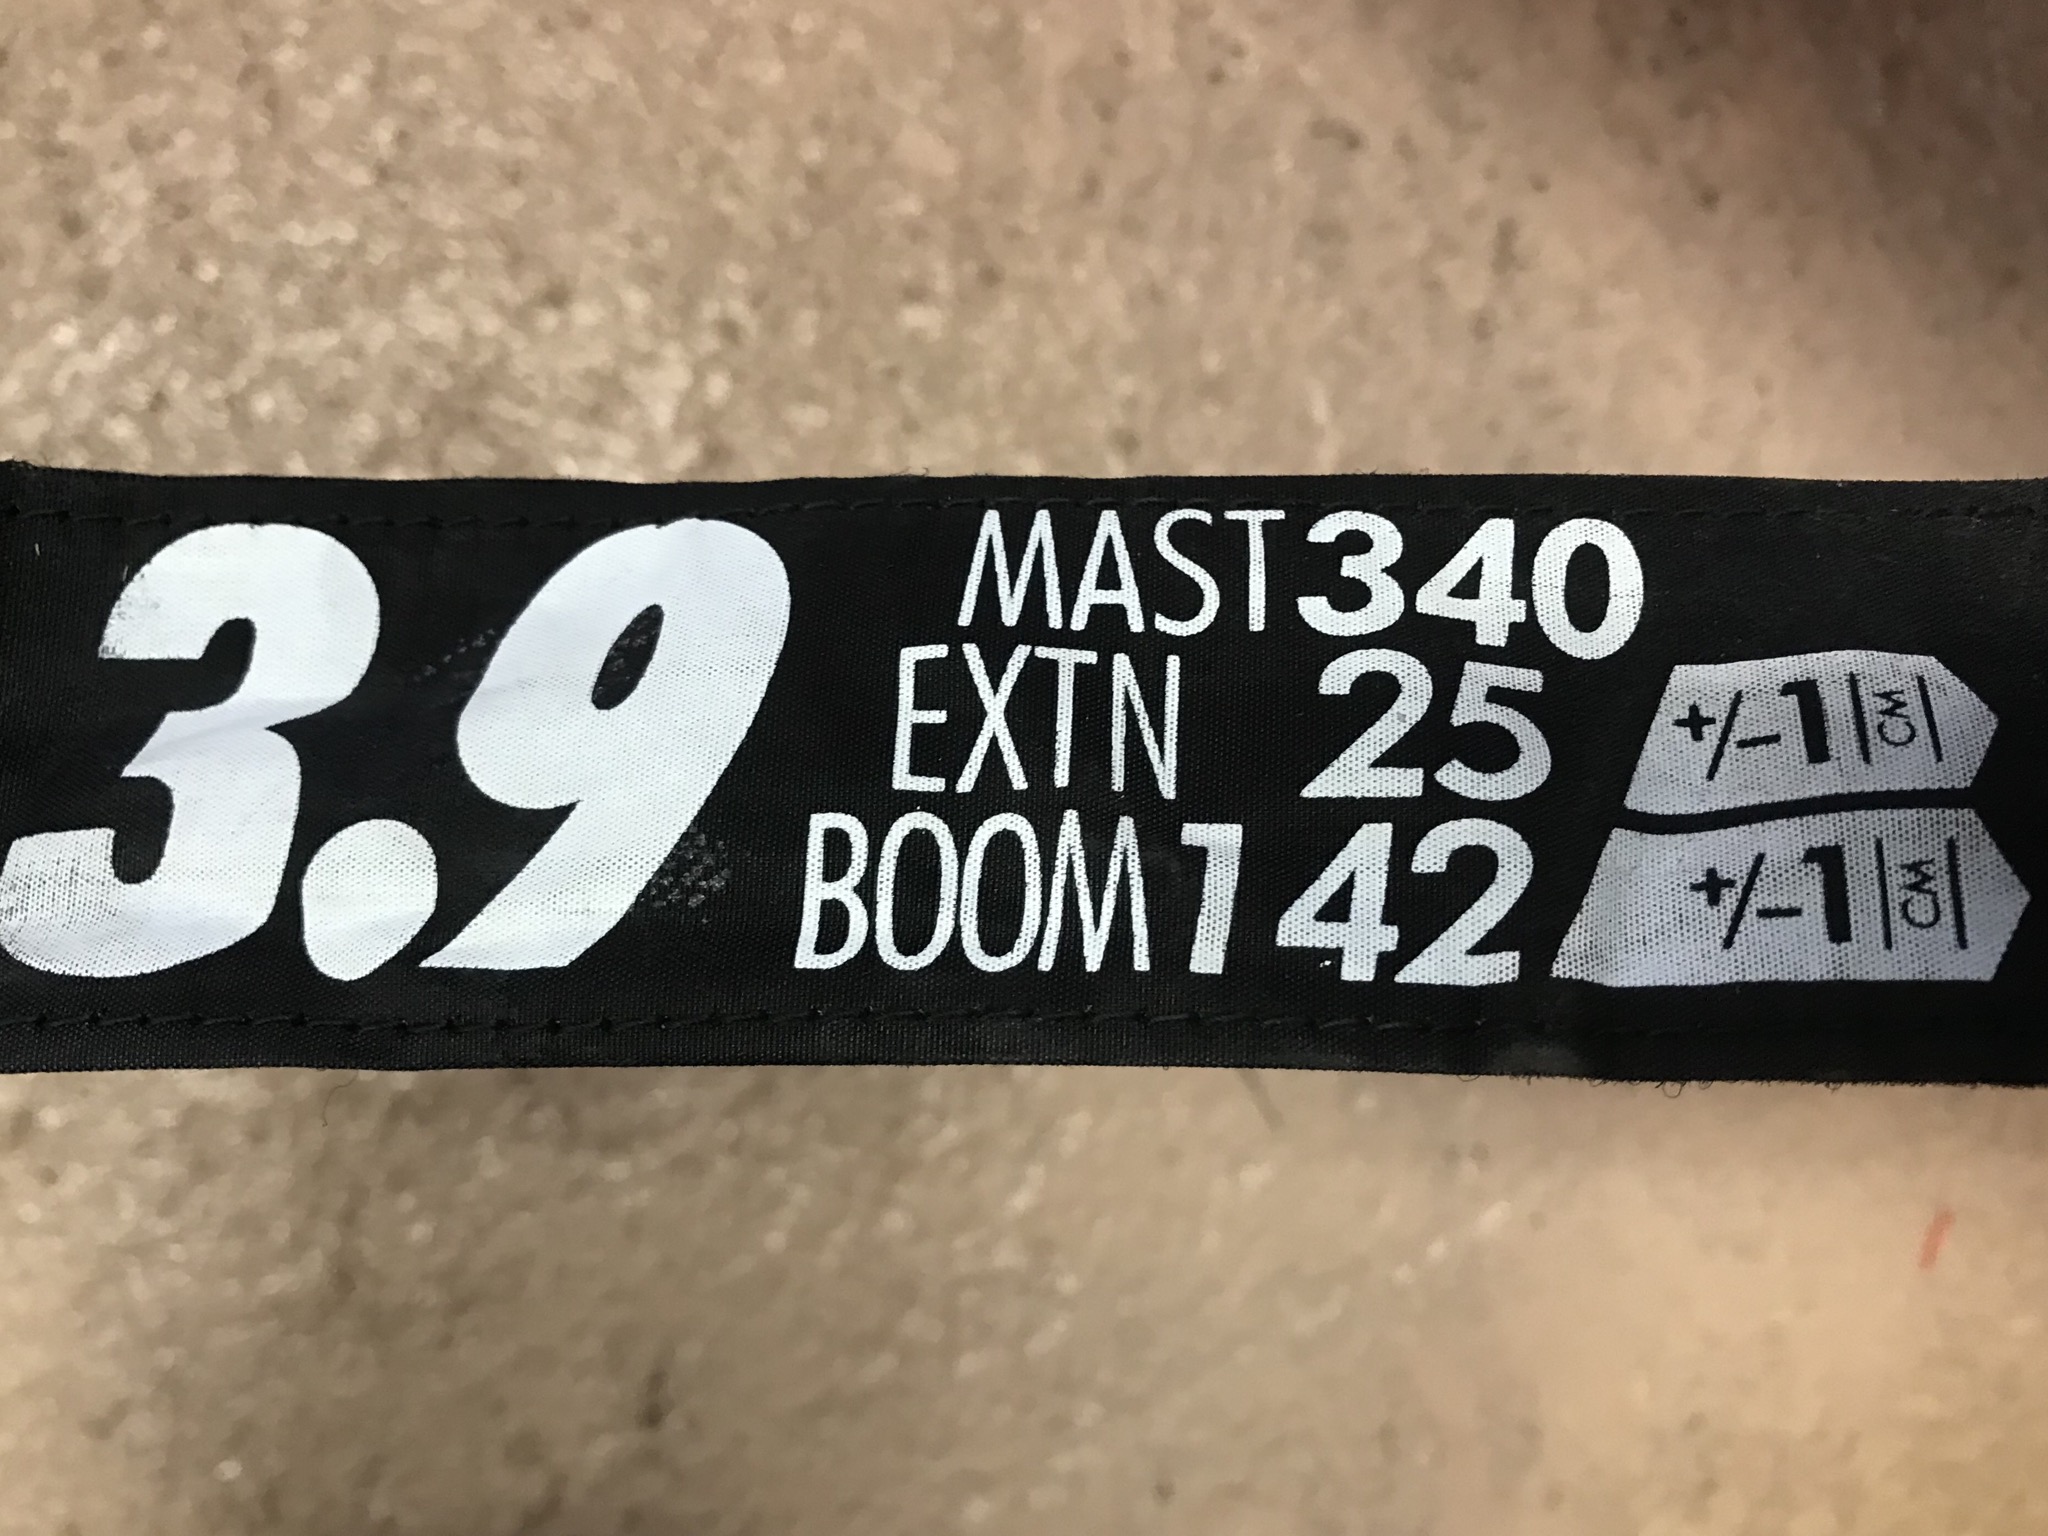 3.9
MAST 340
EXTN 25 +/-1 CM
BOOM 142 +/-1 CM